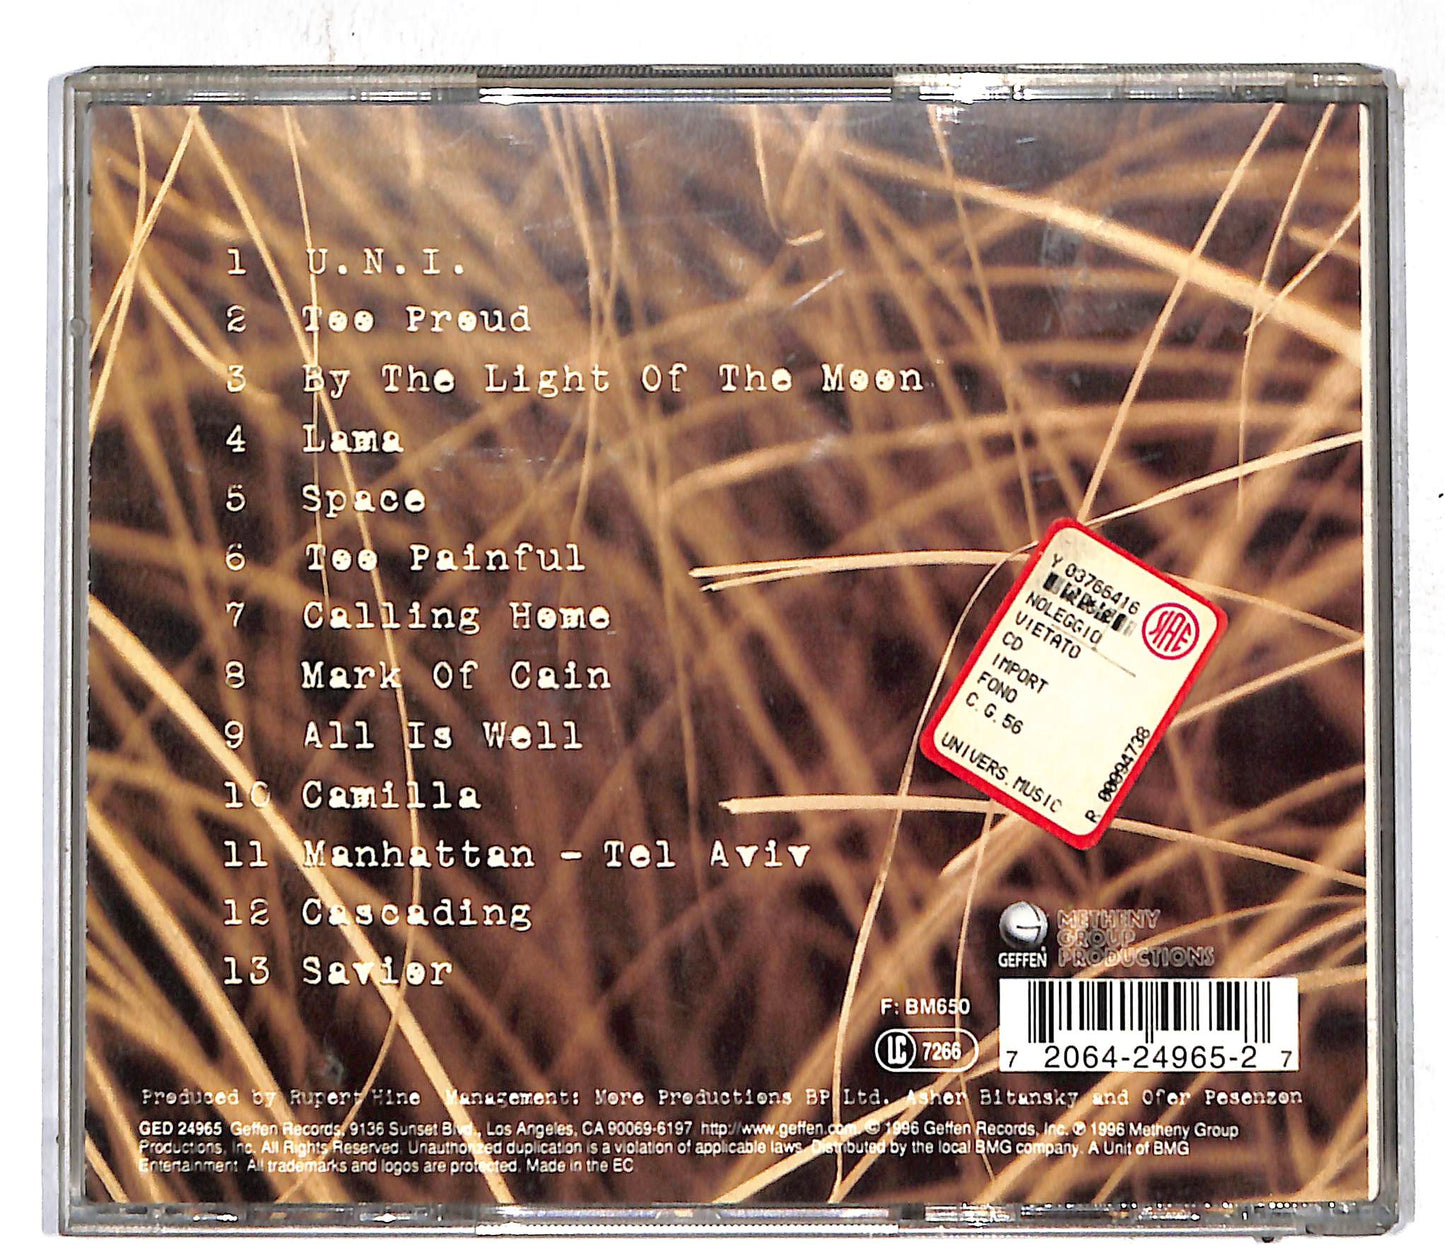 1 U.N.I.
2 Too Proud
3 By The Light Of The Moon
4 Lama
5 Space
6 Too Painful
7 Calling Home
8 Mark Of Cain
9 All Is Well
10 Camilla
11 Manhattan - Tel Aviv
12 Cascading
13 Savior
Y 03766416
SIAE
NOLEGGIO
VIETATO
CD
IMPORT
FONO
C.G.56
UNIVERS.MUSIC
R 00094738
GEFFEN
METHENY
GROUP
PRODUCTIONS
F: BM650
LC 7266
7 2064-24965-2 7
Produced by Rupert Hine Management: More Productions BP Ltd. Asher Bitansky and Ofer Pesenzon
GED 24965 Geffen Records, 9136 Sunset Blvd., Los Angeles, CA 90069-6197 http://www.geffen.com. © 1996 Geffen Records, Inc. ℗ 1996 Metheny Group
Productions, Inc. All Rights Reserved. Unauthorized duplication is a violation of applicable laws. Distributed by the local BMG company. A Unit of BMG
Entertainment. All trademarks and logos are protected. Made in the EC